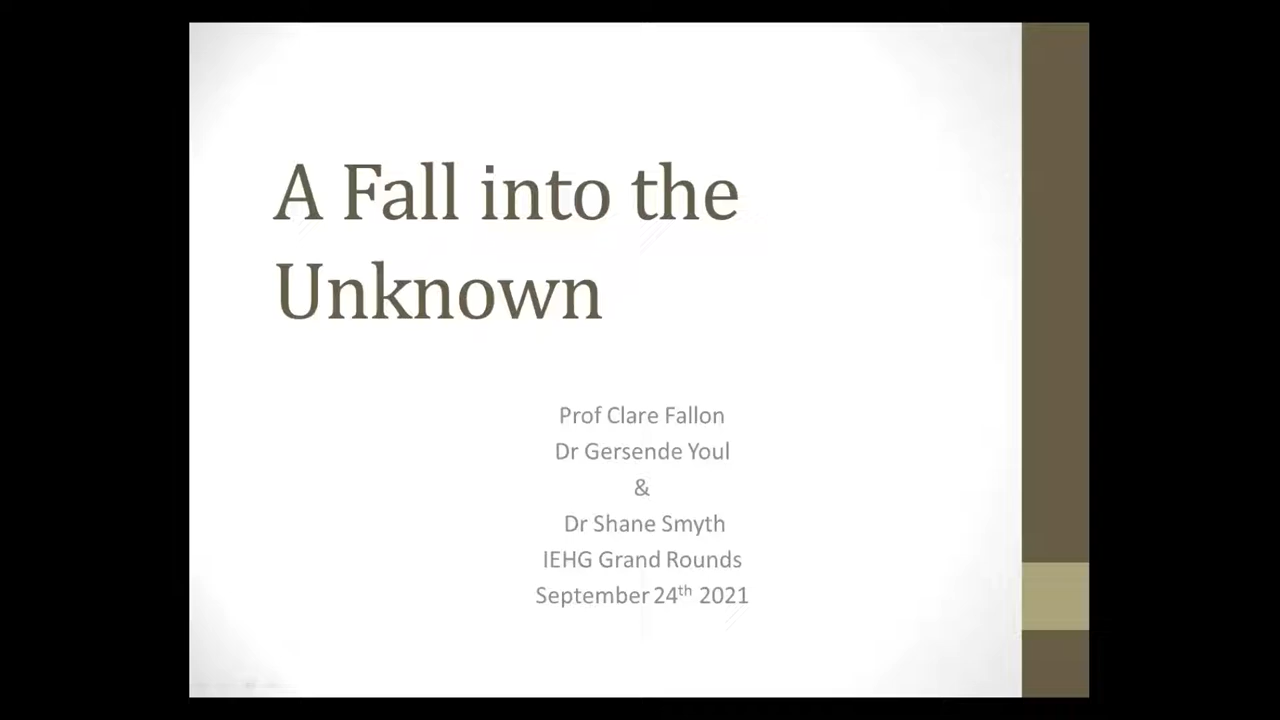 A Fall into the
Unknown
Prof Clare Fallon
Dr Gersende Youl
&
Dr Shane Smyth
IEHG Grand Rounds
September 24th 2021